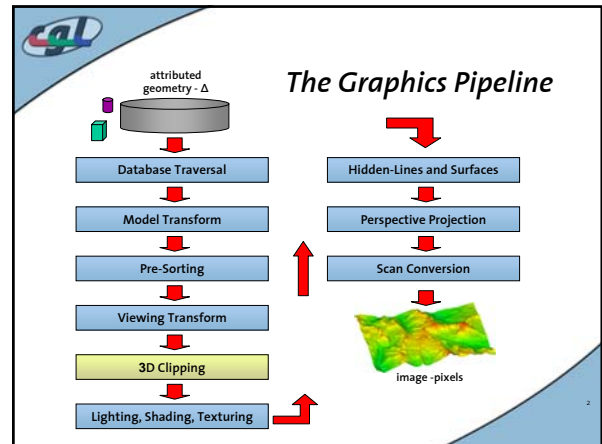 cgl
The Graphics Pipeline
attributed
geometry - Δ
Database Traversal
Model Transform
Pre-Sorting
Viewing Transform
3D Clipping
Lighting, Shading, Texturing
Hidden-Lines and Surfaces
Perspective Projection
Scan Conversion
image -pixels
2